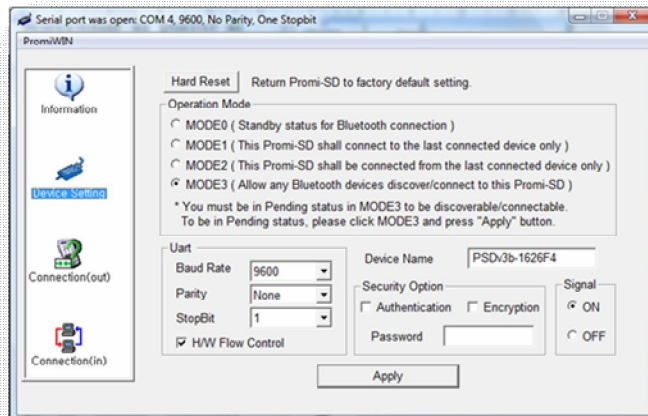 Serial port was open: COM 4, 9600, No Parity, One Stopbit
PromiWIN
Information
Device Setting
Connection(out)
Connection(in)
Hard Reset Return Promi-SD to factory default setting.
Operation Mode
MODE0 ( Standby status for Bluetooth connection )
MODE1 ( This Promi-SD shall connect to the last connected device only )
MODE2 ( This Promi-SD shall be connected from the last connected device only )
MODE3 ( Allow any Bluetooth devices discover/connect to this Promi-SD )
* You must be in Pending status in MODE3 to be discoverable/connectable.
To be in Pending status, please click MODE3 and press "Apply" button.
Uart
Baud Rate 9600
Parity None
StopBit 1
H/W Flow Control
Device Name PSDv3b-1626F4
Security Option
Authentication Encryption
Password
Signal
ON
OFF
Apply